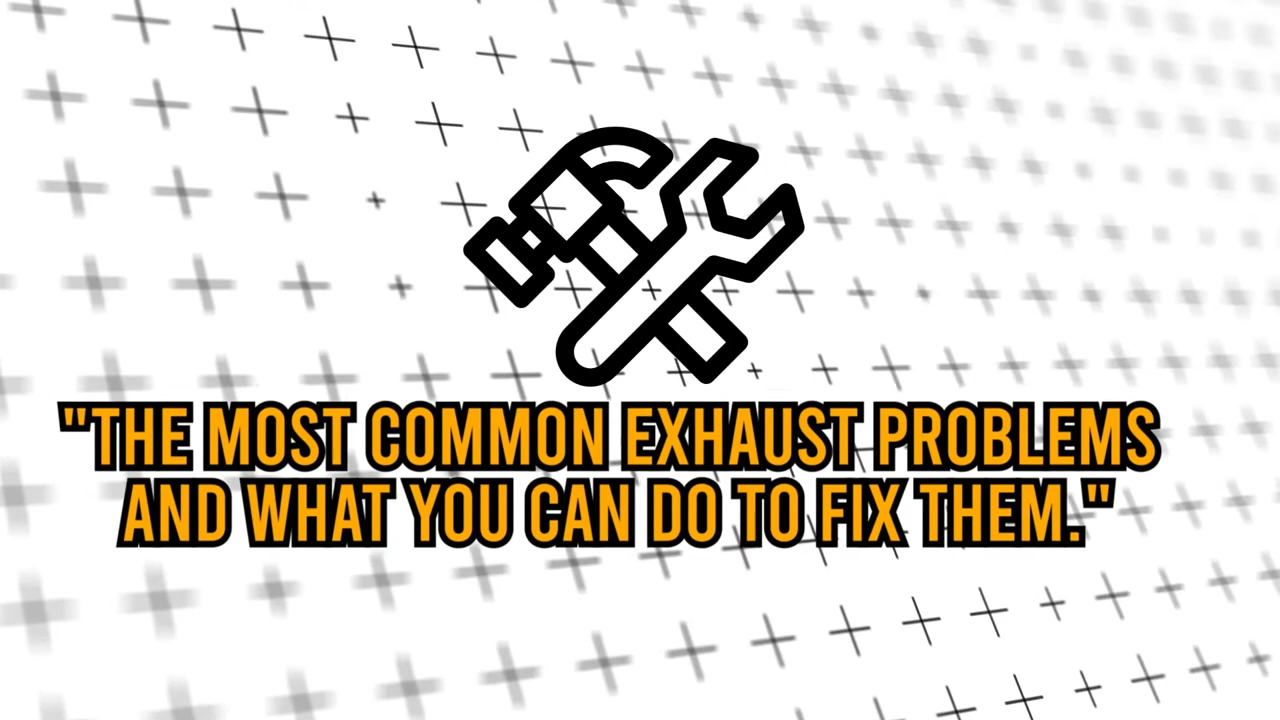 "THE MOST COMMON EXHAUST PROBLEMS
AND WHAT YOU CAN DO TO FIX THEM."